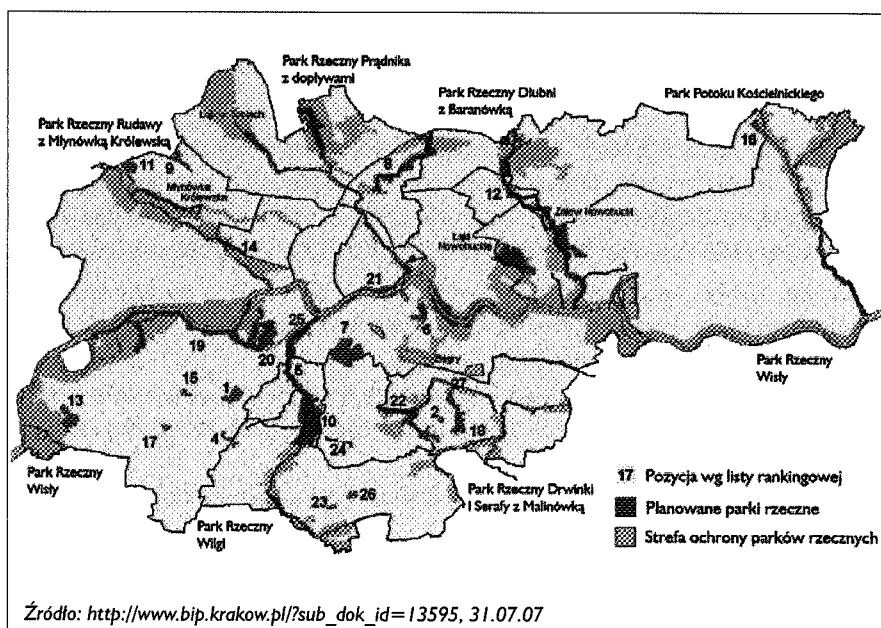 Park Rzeczny Prądnika
z dopływami
Park Rzeczny Dłubni
z Baranówką
Park Potoku Kościelnickiego
Park Rzeczny Rudawy
z Młynówką Królewską
11
9
8
16
Młynówka
Królewska
12
Zalew Nowohucki
Łąki
Nowohuckie
14
21
25
3
7
6
19
20
5
Park Rzeczny
Wisły
15
1
27
13
22
2
10
18
17
4
24
Park Rzeczny
Wisły
23
26
Park Rzeczny
Wilgi
Park Rzeczny Drwinki
i Serafy z Malinówką
17 Pozycja wg listy rankingowej
Planowane parki rzeczne
Strefa ochrony parków rzecznych
Źródło: http://www.bip.krakow.pl/?sub_dok_id=13595, 31.07.07